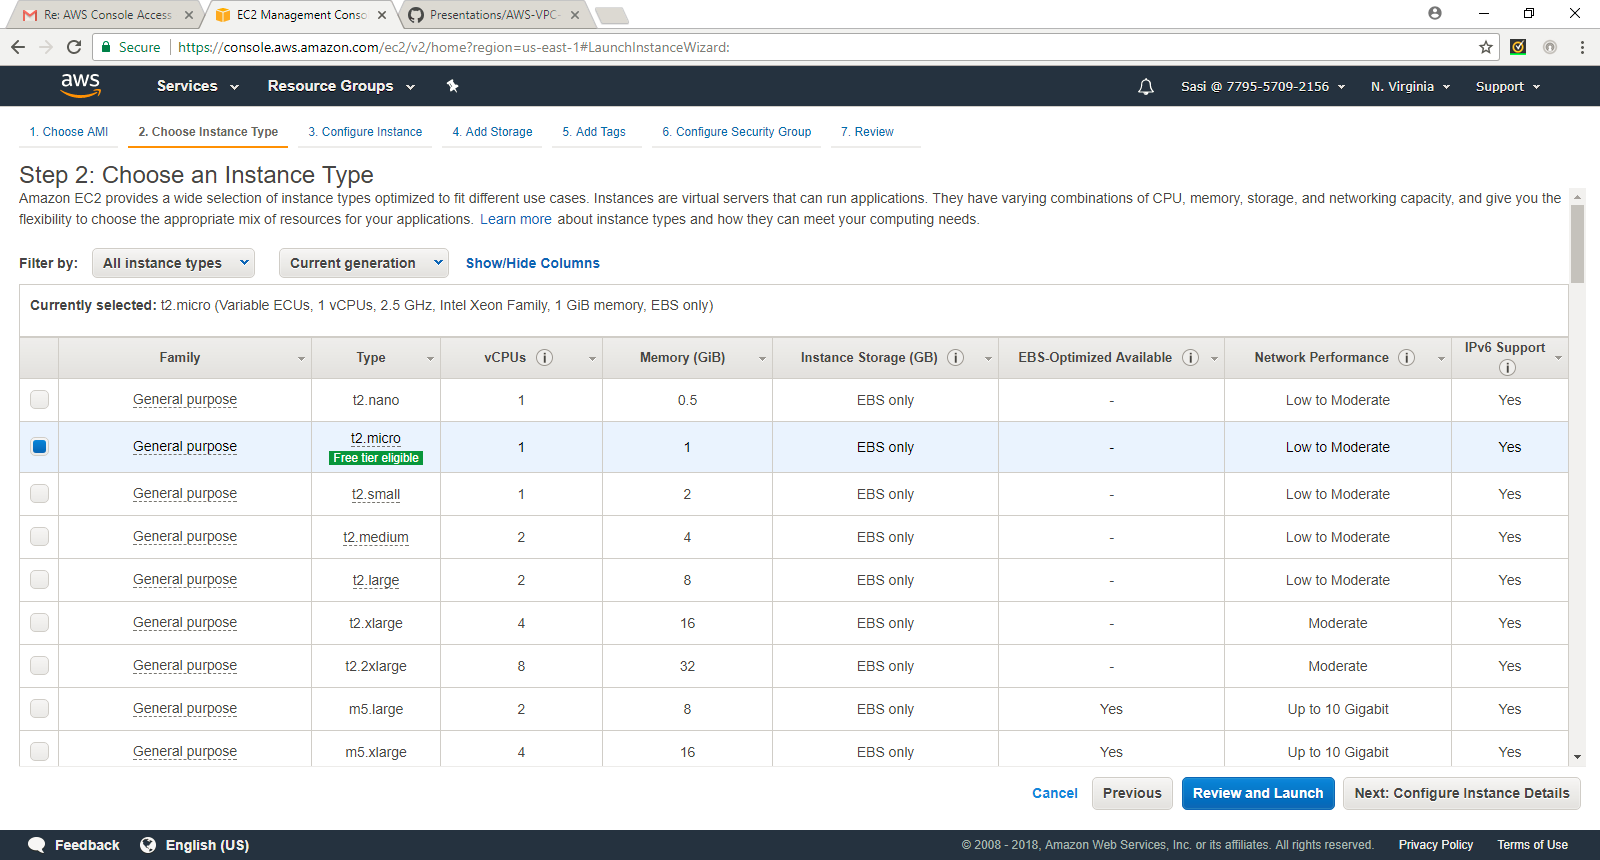 Re: AWS Console Access
EC2 Management Conso
Presentations/AWS-VPC-
Secure https://console.aws.amazon.com/ec2/v2/home?region=us-east-1#LaunchInstanceWizard:
aws Services Resource Groups Sasi @ 7795-5709-2156 N. Virginia Support
1. Choose AMI 2. Choose Instance Type 3. Configure Instance 4. Add Storage 5. Add Tags 6. Configure Security Group 7. Review
Step 2: Choose an Instance Type
Amazon EC2 provides a wide selection of instance types optimized to fit different use cases. Instances are virtual servers that can run applications. They have varying combinations of CPU, memory, storage, and networking capacity, and give you the
flexibility to choose the appropriate mix of resources for your applications. Learn more about instance types and how they can meet your computing needs.
Filter by: All instance types Current generation Show/Hide Columns
Currently selected: t2.micro (Variable ECUs, 1 vCPUs, 2.5 GHz, Intel Xeon Family, 1 GiB memory, EBS only)
Family Type vCPUs i Memory (GiB) Instance Storage (GB) i EBS-Optimized Available i Network Performance i IPv6 Support i
General purpose t2.nano 1 0.5 EBS only - Low to Moderate Yes
General purpose t2.micro 1 1 EBS only - Low to Moderate Yes
Free tier eligible
General purpose t2.small 1 2 EBS only - Low to Moderate Yes
General purpose t2.medium 2 4 EBS only - Low to Moderate Yes
General purpose t2.large 2 8 EBS only - Low to Moderate Yes
General purpose t2.xlarge 4 16 EBS only - Moderate Yes
General purpose t2.2xlarge 8 32 EBS only - Moderate Yes
General purpose m5.large 2 8 EBS only Yes Up to 10 Gigabit Yes
General purpose m5.xlarge 4 16 EBS only Yes Up to 10 Gigabit Yes
Cancel Previous Review and Launch Next: Configure Instance Details
Feedback English (US) © 2008 - 2018, Amazon Web Services, Inc. or its affiliates. All rights reserved. Privacy Policy Terms of Use